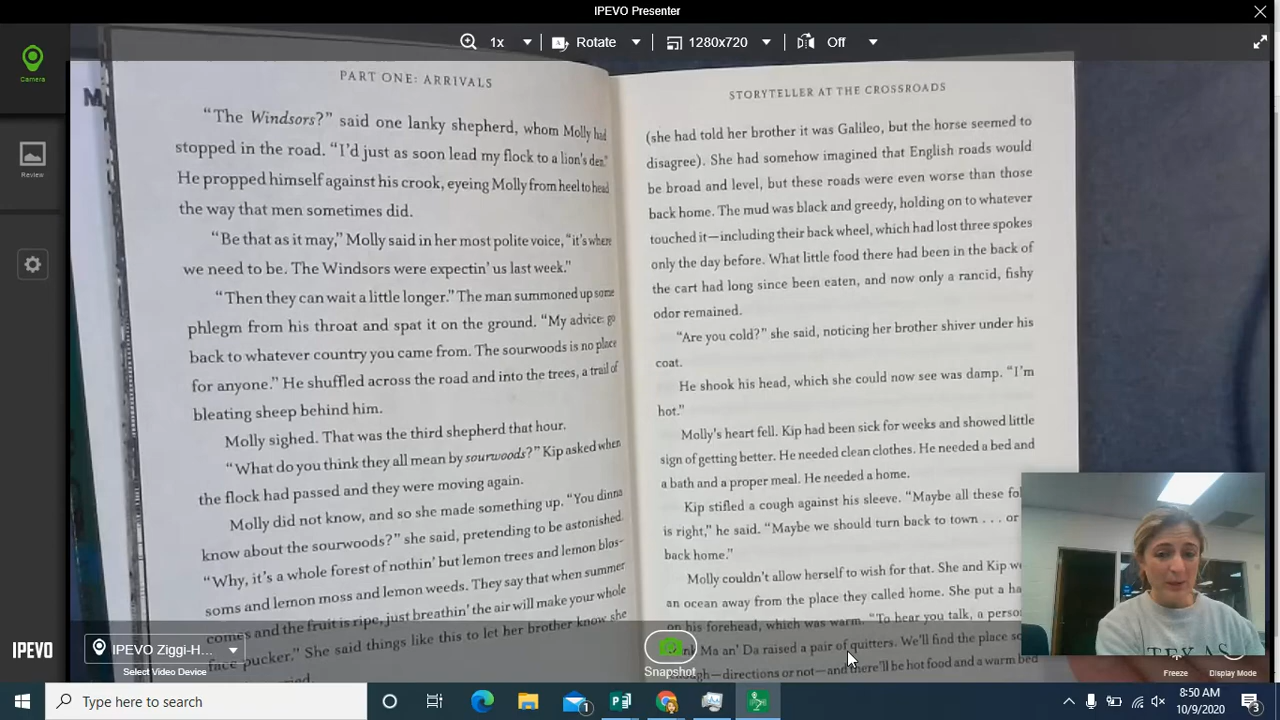 IPEVO Presenter
Camera
1x
Rotate
1280x720
Off
Review
PART ONE: ARRIVALS
"The Windsors?" said one lanky shepherd, whom Molly had
stopped in the road. "I'd just as soon lead my flock to a lion's den."
He propped himself against his crook, eyeing Molly from heel to head
the way that men sometimes did.
"Be that as it may," Molly said in her most polite voice, "it's where
we need to be. The Windsors were expectin' us last week."
"Then they can wait a little longer." The man summoned up some
phlegm from his throat and spat it on the ground. "My advice: go
back to whatever country you came from. The sourwoods is no place
for anyone." He shuffled across the road and into the trees, a trail of
bleating sheep behind him.
Molly sighed. That was the third shepherd that hour.
"What do you think they all mean by sourwoods?" Kip asked when
the flock had passed and they were moving again.
Molly did not know, and so she made something up. "You dinna
know about the sourwoods?" she said, pretending to be astonished.
"Why, it's a whole forest of nothin' but lemon trees and lemon blos-
soms and lemon moss and lemon weeds. They say that when summer
comes and the fruit is ripe, just breathin' the air will make your whole
face pucker." She said things like this to let her brother know she
STORYTELLER AT THE CROSSROADS
(she had told her brother it was Galileo, but the horse seemed to
disagree). She had somehow imagined that English roads would
be broad and level, but these roads were even worse than those
back home. The mud was black and greedy, holding on to whatever
touched it—including their back wheel, which had lost three spokes
only the day before. What little food there had been in the back of
the cart had long since been eaten, and now only a rancid, fishy
odor remained.
"Are you cold?" she said, noticing her brother shiver under his
coat.
He shook his head, which she could now see was damp. "I'm
hot."
Molly's heart fell. Kip had been sick for weeks and showed little
sign of getting better. He needed clean clothes. He needed a bed and
a bath and a proper meal. He needed a home.
Kip stifled a cough against his sleeve. "Maybe all these fol
is right," he said. "Maybe we should turn back to town . . . or
back home."
Molly couldn't allow herself to wish for that. She and Kip we
an ocean away from the place they called home. She put a ha
on his forehead, which was warm. "To hear you talk, a perso
Ma an' Da raised a pair of quitters. We'll find the place so
—directions or not—and there'll be hot food and a warm bed
TEXAS
IPEVO
IPEVO Ziggi-H...
Select Video Device
Snapshot
Freeze
Display Mode
Type here to search
1
8:50 AM
10/9/2020
3